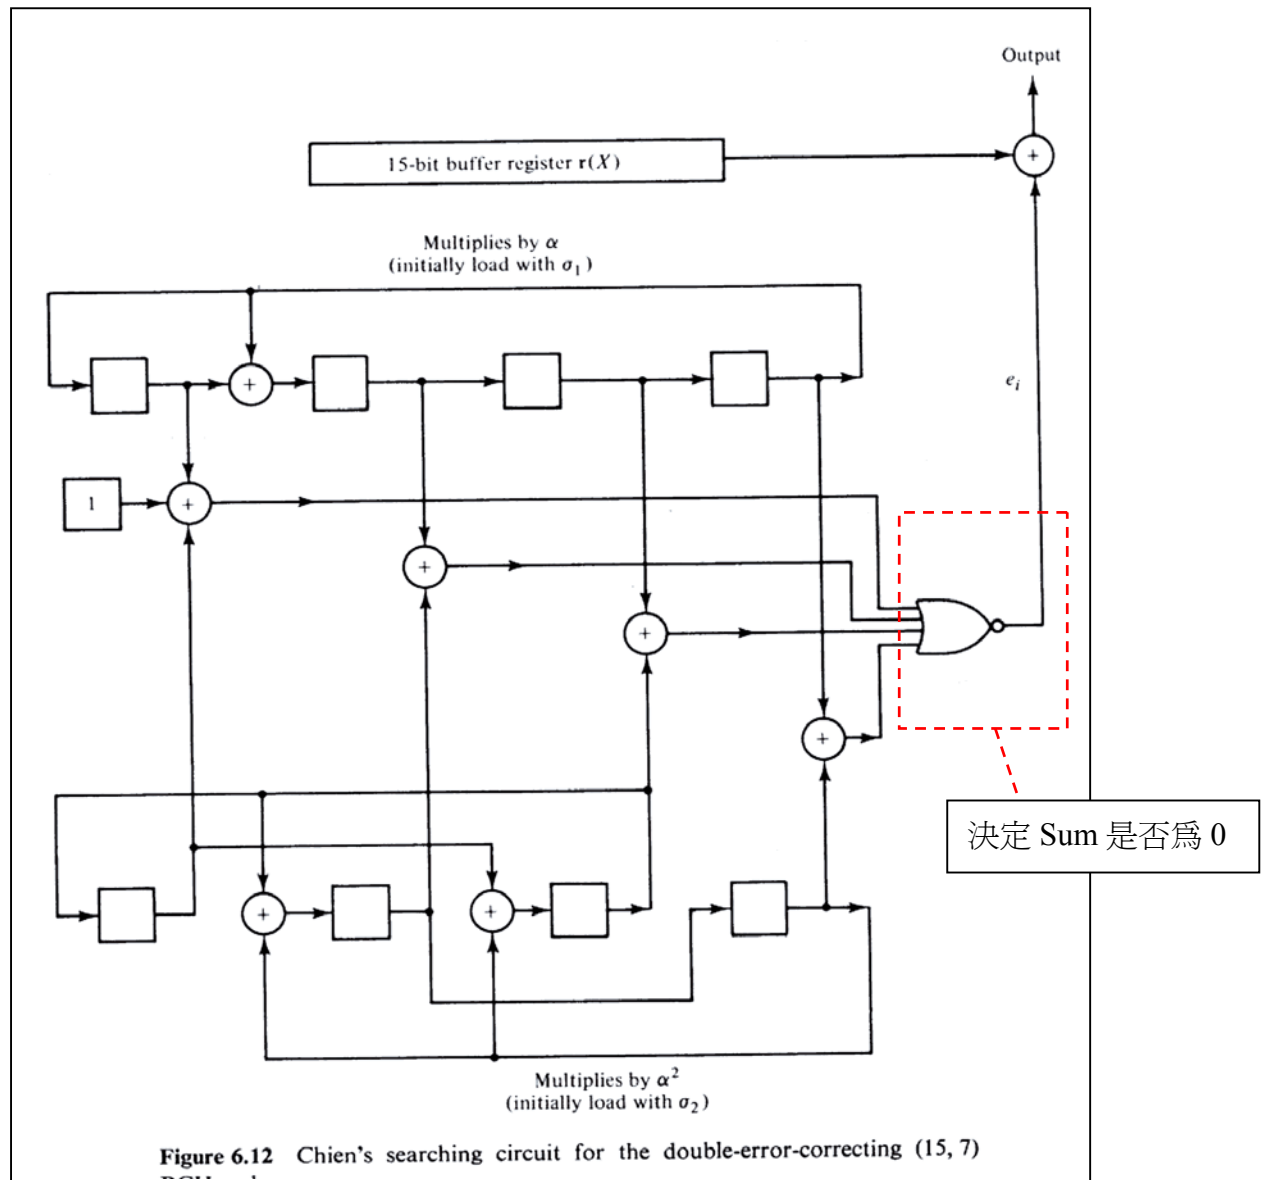 Output
15-bit buffer register r(X)
Multiplies by α
(initially load with σ₁)
eᵢ
1
決定 Sum 是否為 0
Multiplies by α²
(initially load with σ₂)
Figure 6.12 Chien's searching circuit for the double-error-correcting (15, 7)